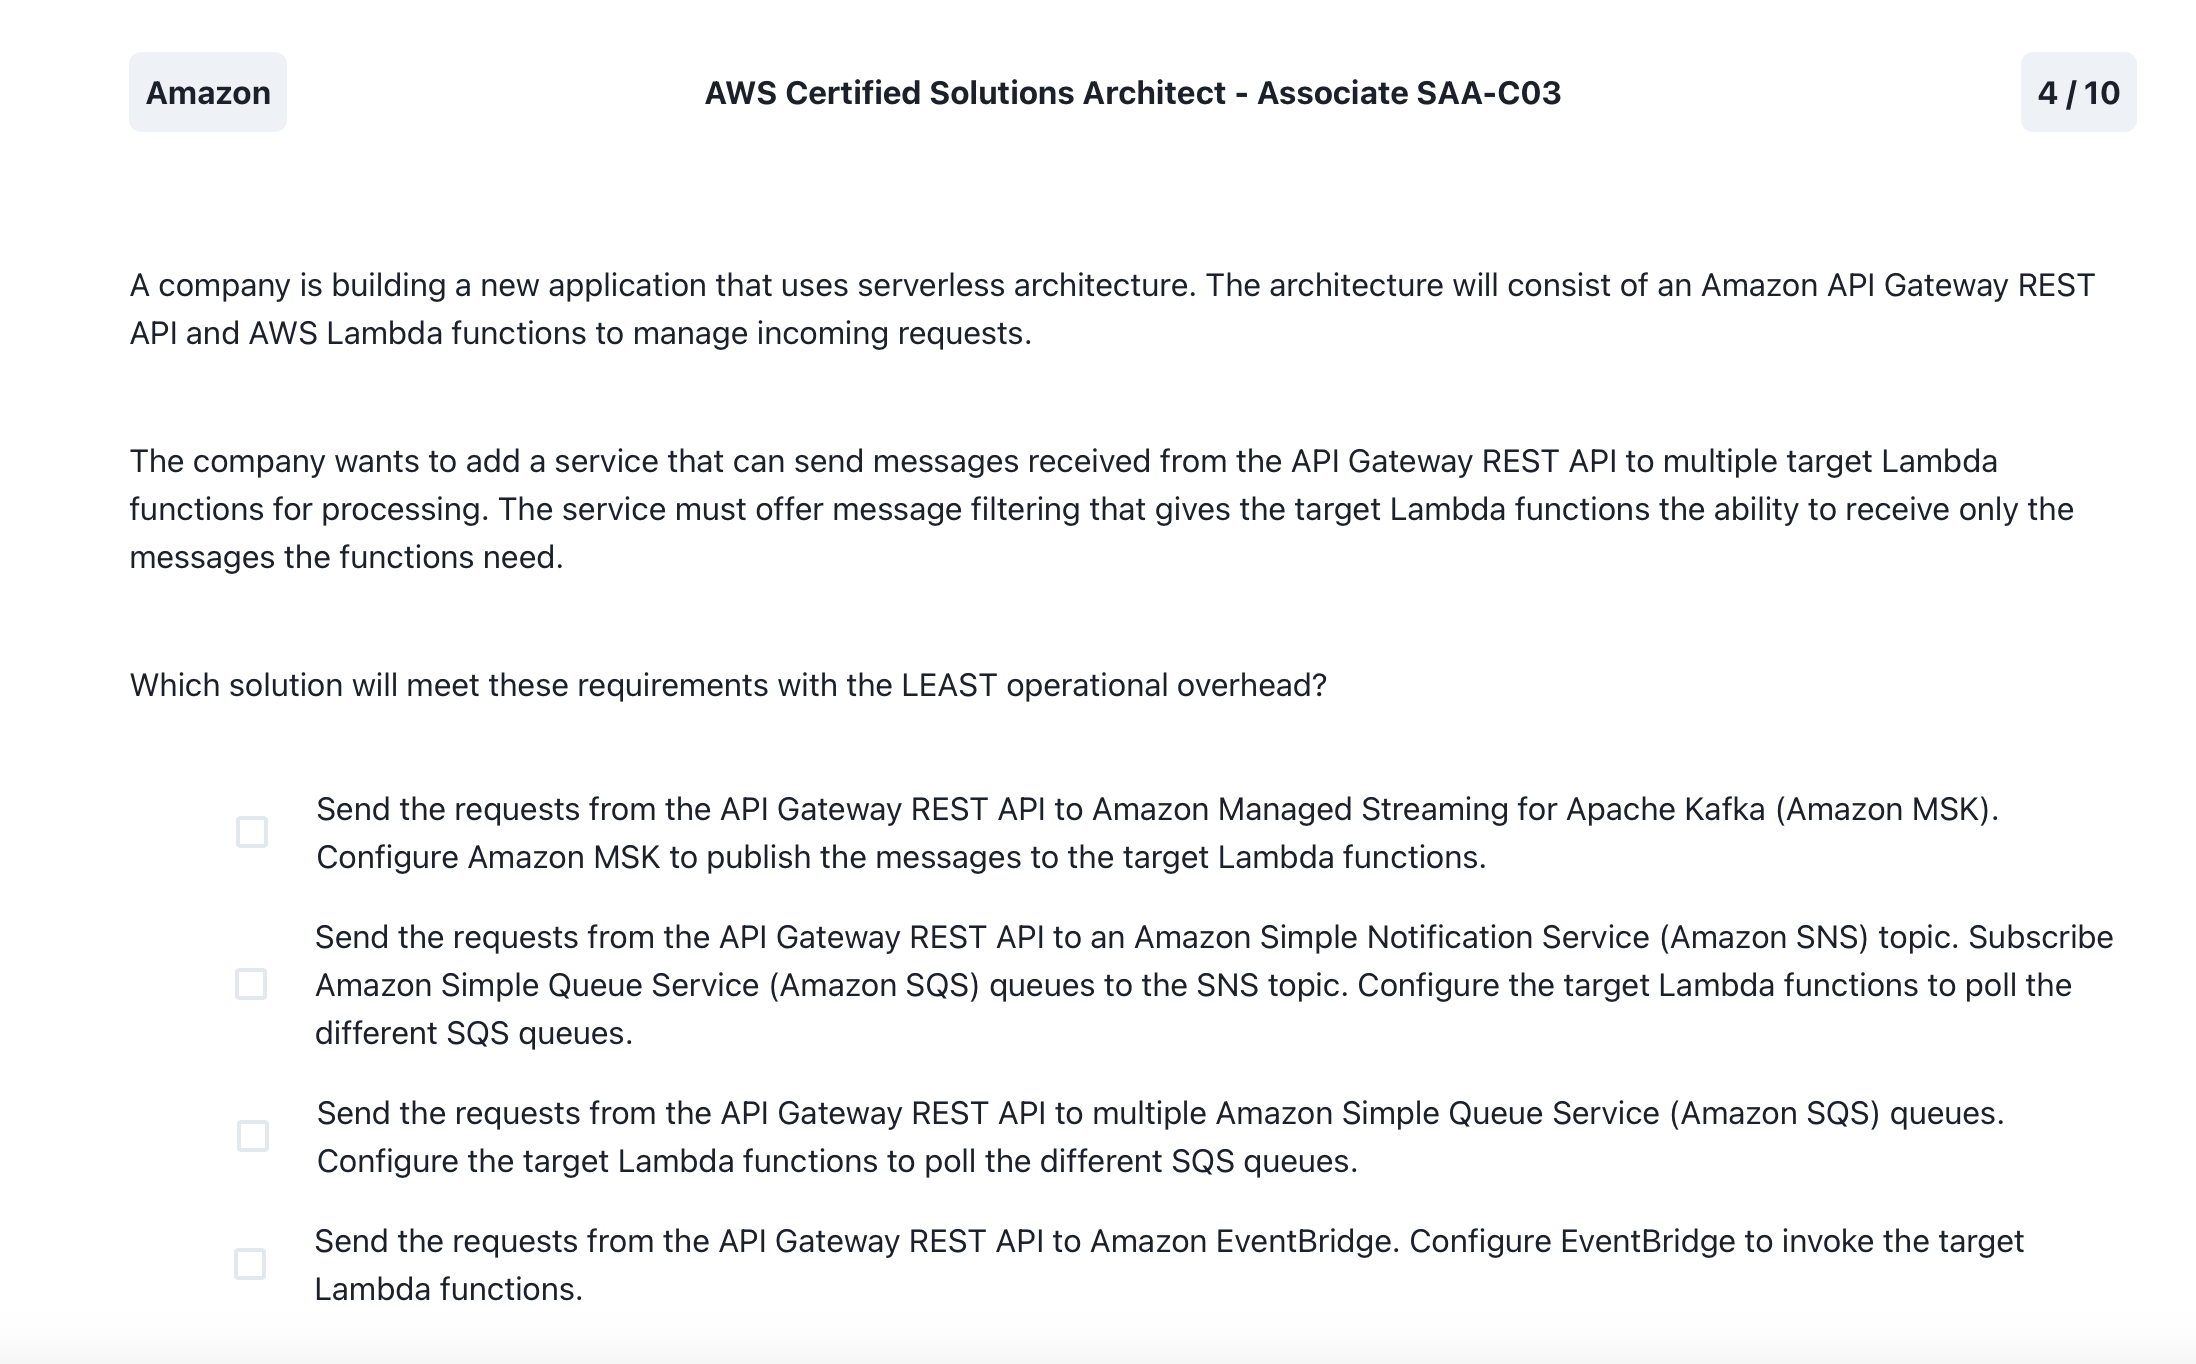 Amazon
AWS Certified Solutions Architect - Associate SAA-C03
4 / 10
A company is building a new application that uses serverless architecture. The architecture will consist of an Amazon API Gateway REST
API and AWS Lambda functions to manage incoming requests.
The company wants to add a service that can send messages received from the API Gateway REST API to multiple target Lambda
functions for processing. The service must offer message filtering that gives the target Lambda functions the ability to receive only the
messages the functions need.
Which solution will meet these requirements with the LEAST operational overhead?
Send the requests from the API Gateway REST API to Amazon Managed Streaming for Apache Kafka (Amazon MSK).
Configure Amazon MSK to publish the messages to the target Lambda functions.
Send the requests from the API Gateway REST API to an Amazon Simple Notification Service (Amazon SNS) topic. Subscribe
Amazon Simple Queue Service (Amazon SQS) queues to the SNS topic. Configure the target Lambda functions to poll the
different SQS queues.
Send the requests from the API Gateway REST API to multiple Amazon Simple Queue Service (Amazon SQS) queues.
Configure the target Lambda functions to poll the different SQS queues.
Send the requests from the API Gateway REST API to Amazon EventBridge. Configure EventBridge to invoke the target
Lambda functions.